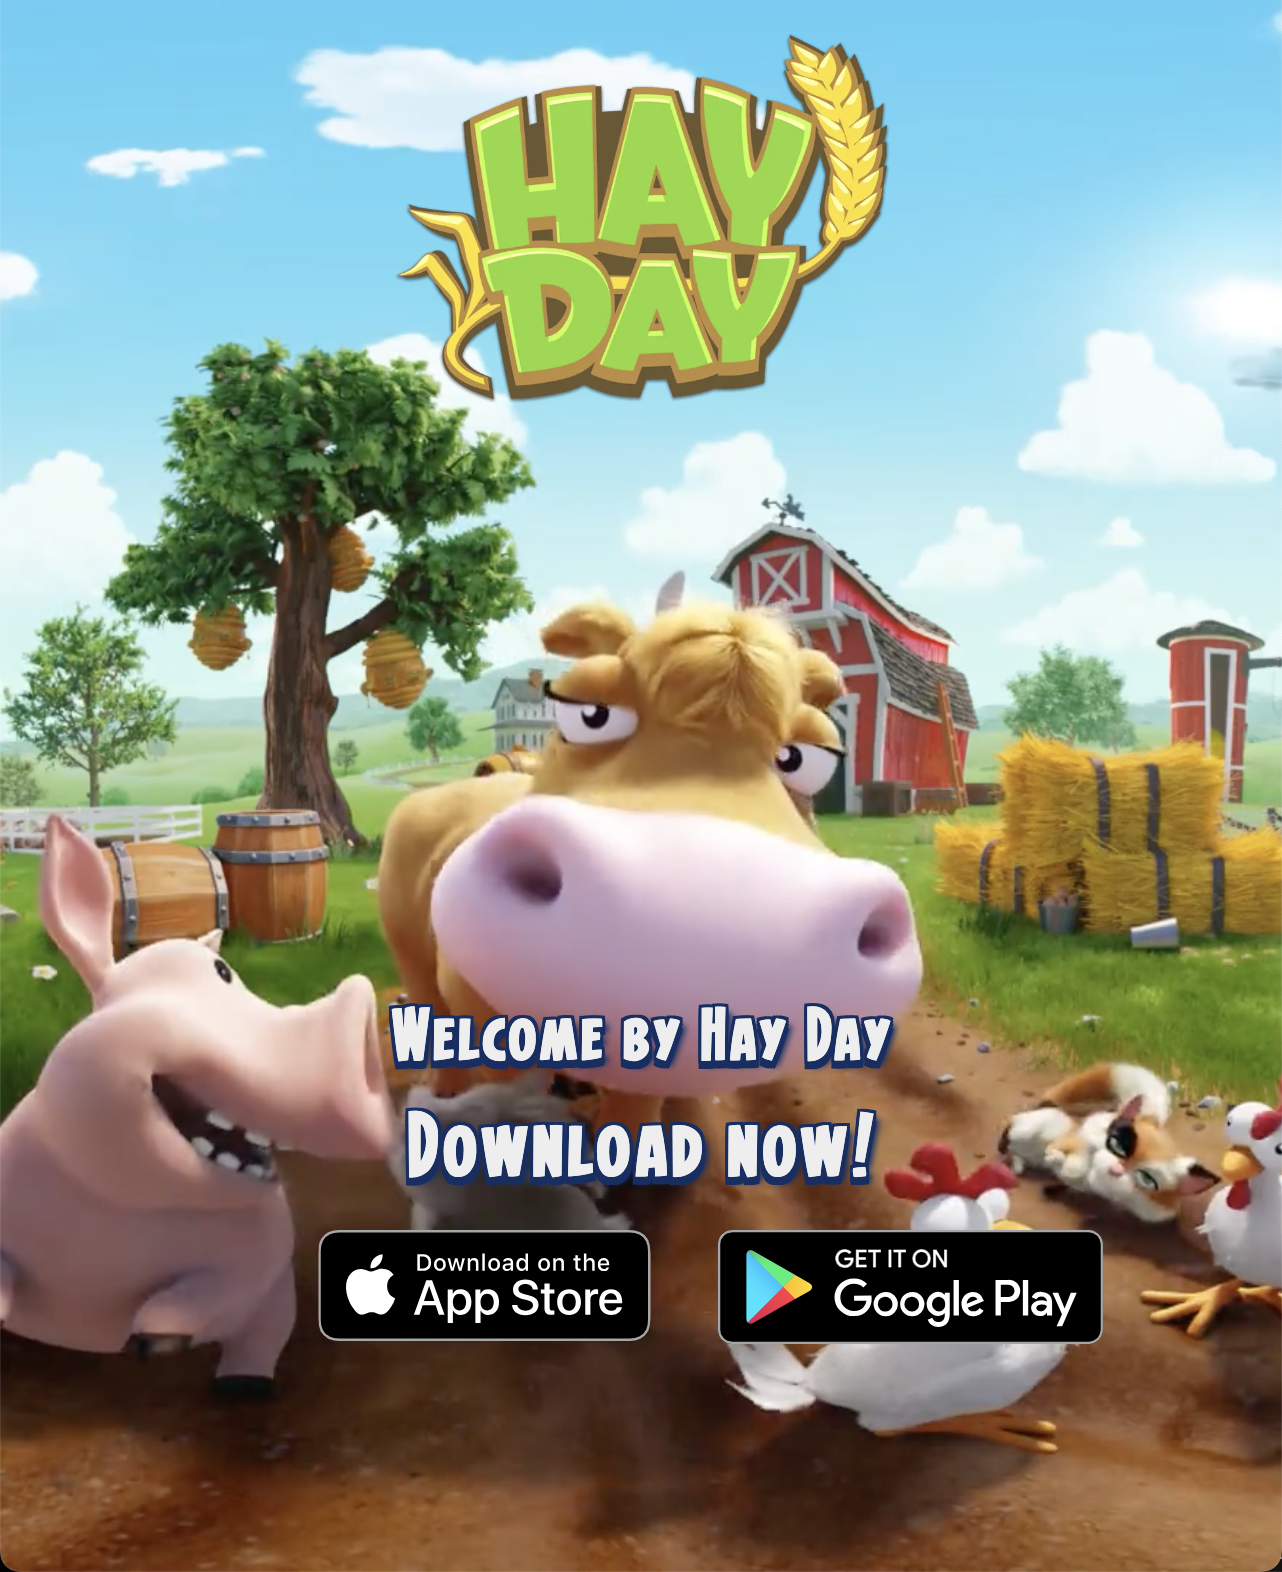 HAY
DAY
Welcome by Hay Day
Download now!
Download on the
App Store
GET IT ON
Google Play